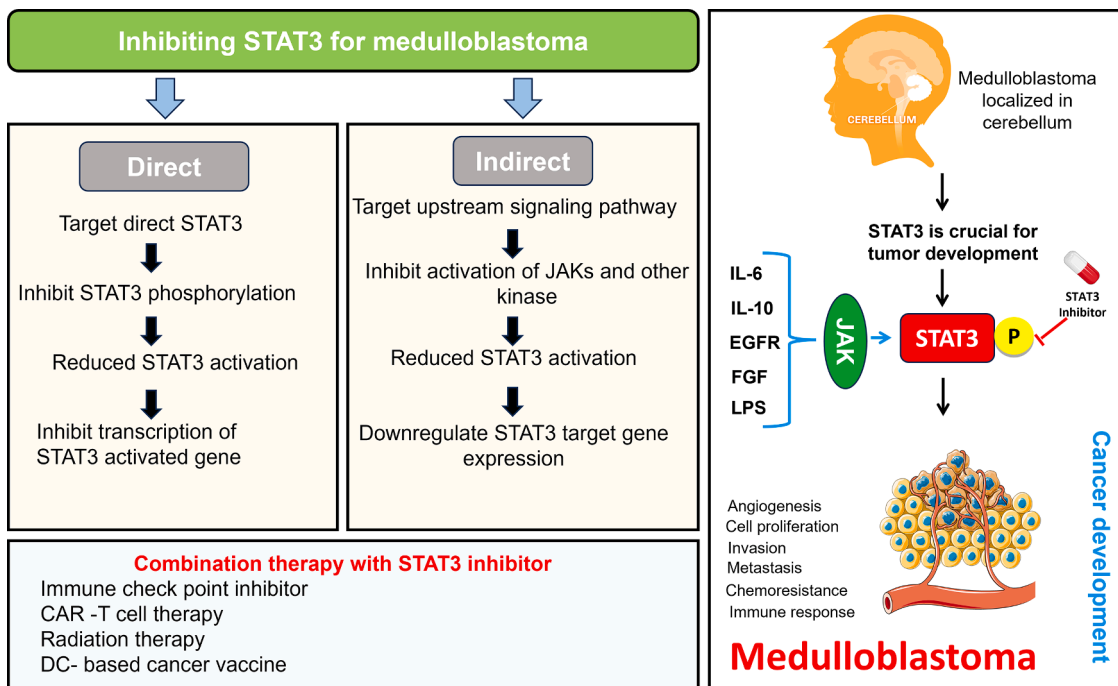 Inhibiting STAT3 for medulloblastoma
Direct
Target direct STAT3
Inhibit STAT3 phosphorylation
Reduced STAT3 activation
Inhibit transcription of
STAT3 activated gene
Indirect
Target upstream signaling pathway
Inhibit activation of JAKs and other
kinase
Reduced STAT3 activation
Downregulate STAT3 target gene
expression
Combination therapy with STAT3 inhibitor
Immune check point inhibitor
CAR -T cell therapy
Radiation therapy
DC- based cancer vaccine
CEREBELLUM
Medulloblastoma
localized in
cerebellum
STAT3 is crucial for
tumor development
IL-6
IL-10
EGFR
FGF
LPS
JAK
STAT3
P
STAT3
Inhibitor
Angiogenesis
Cell proliferation
Invasion
Metastasis
Chemoresistance
Immune response
Cancer development
Medulloblastoma